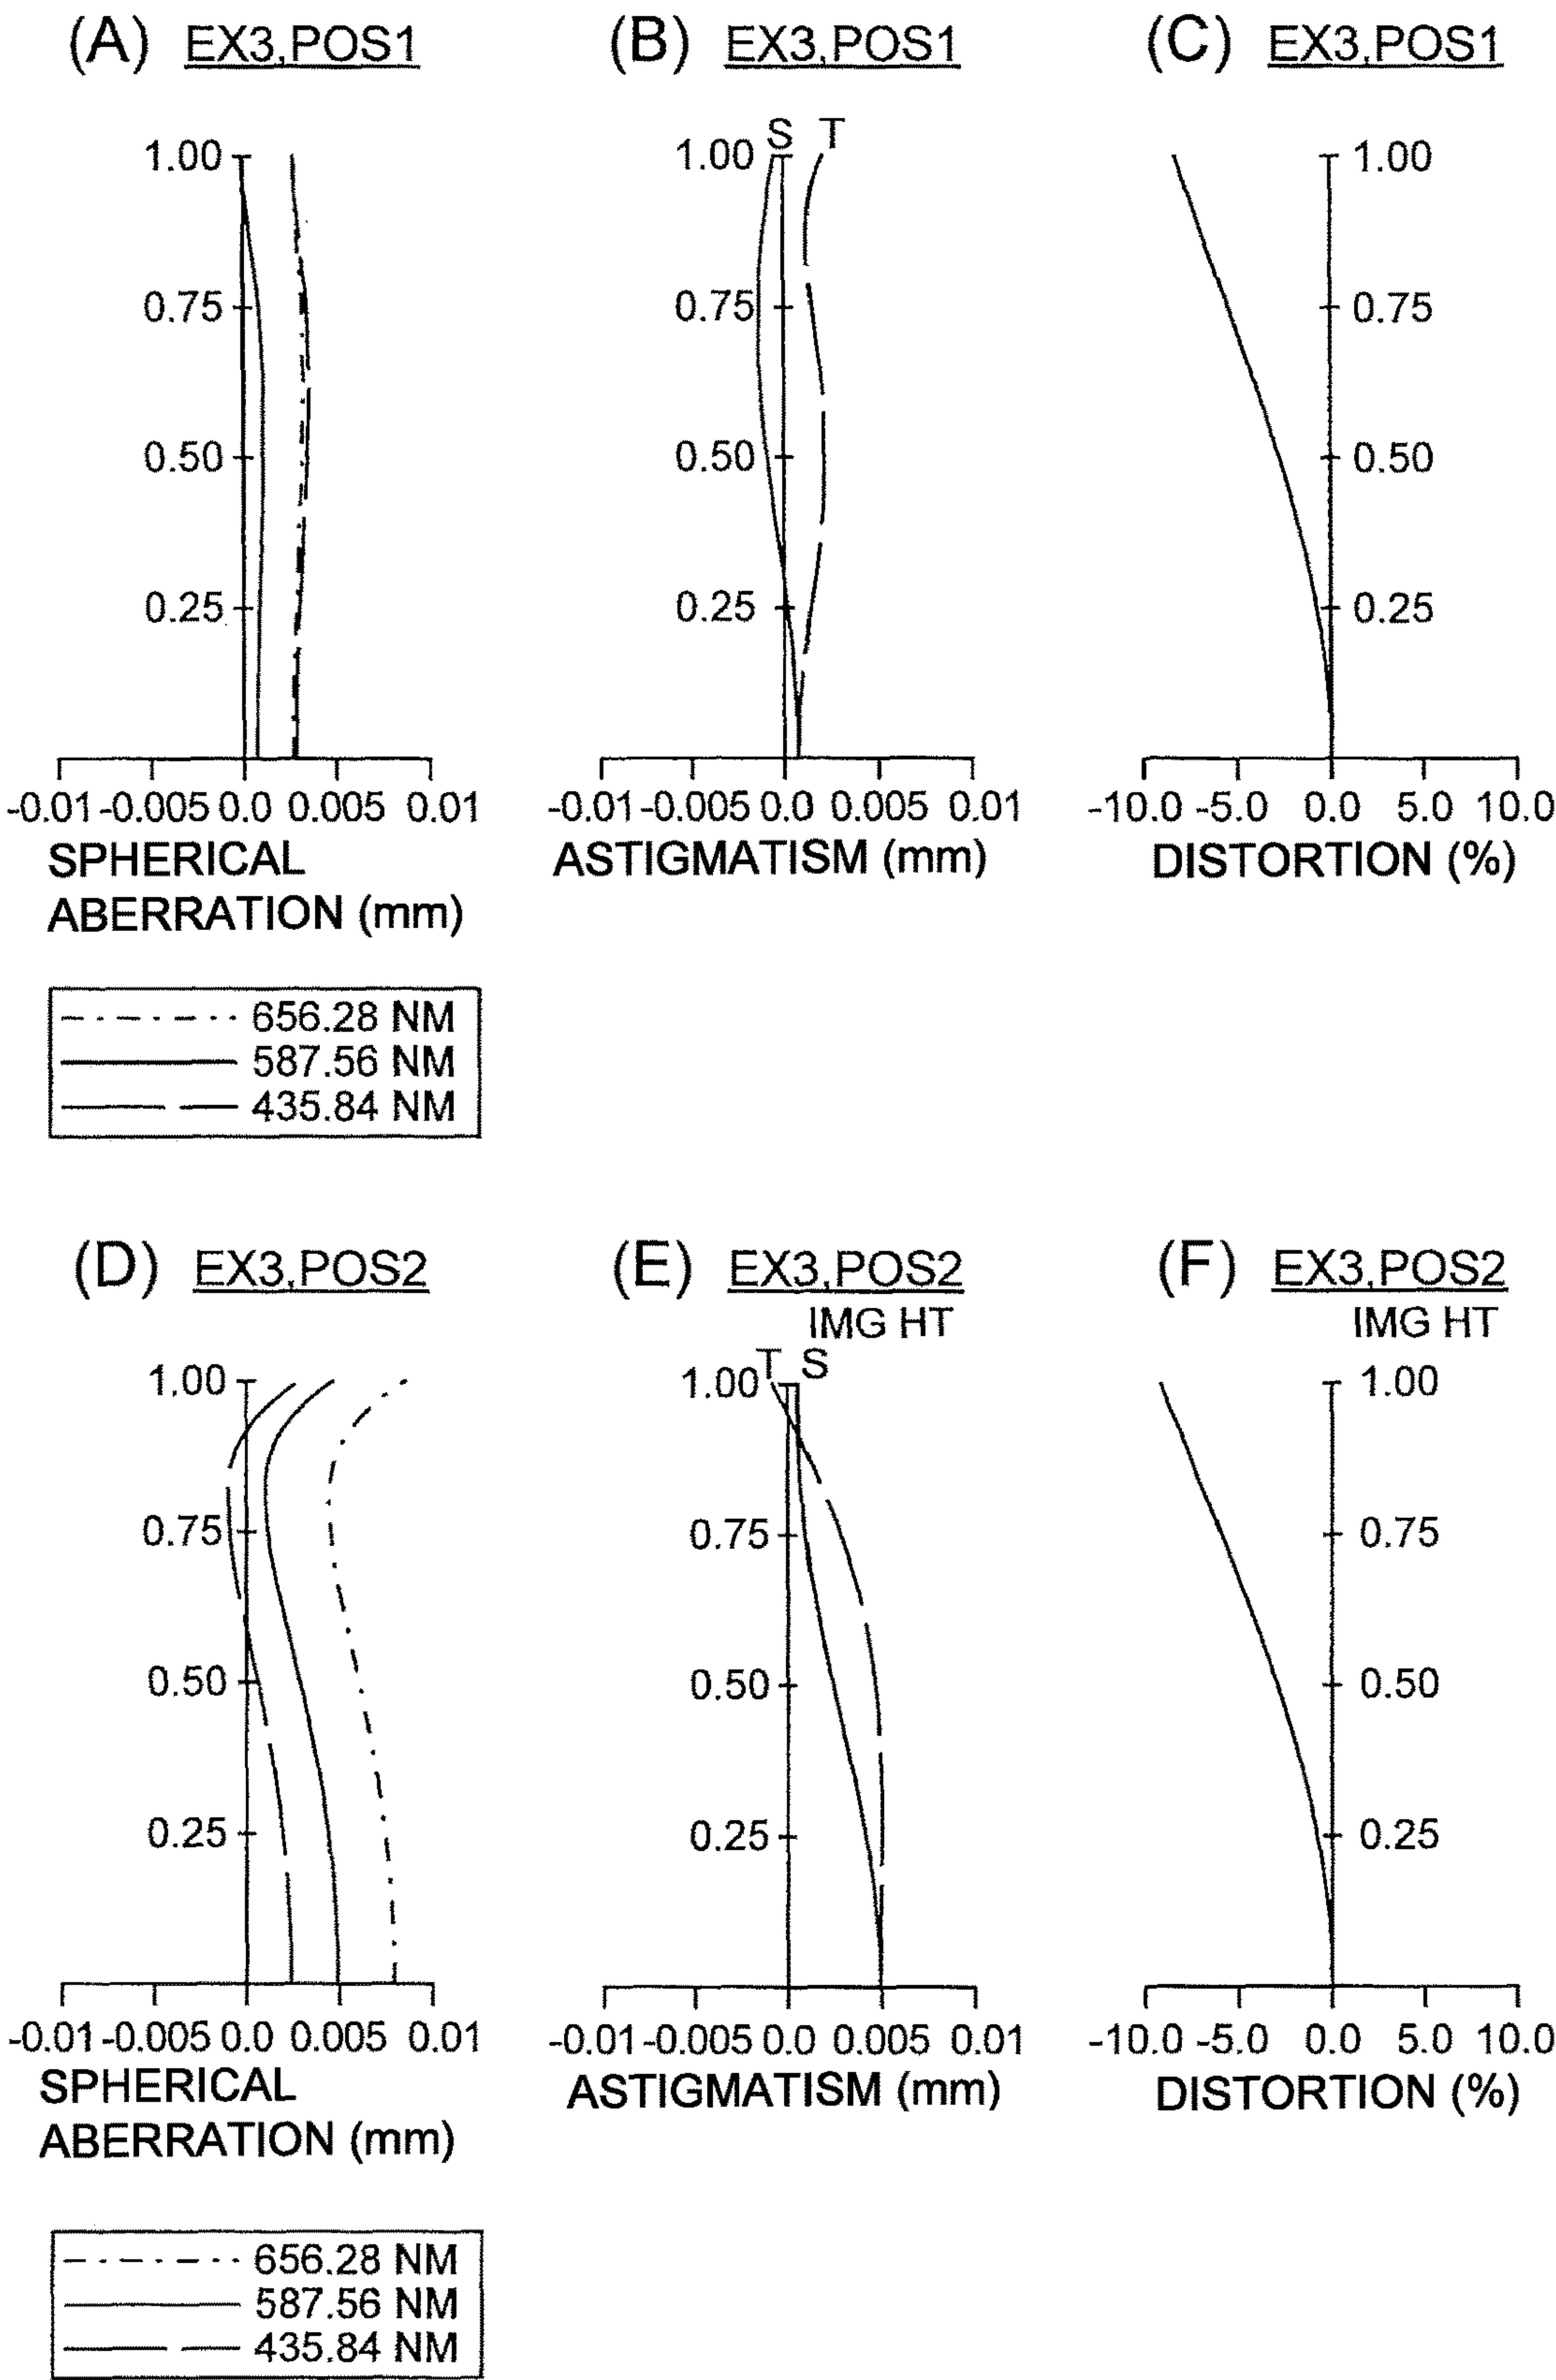 (A) EX3,POS1
(B) EX3,POS1
(C) EX3,POS1
1.00
0.75
0.50
0.25
-0.01 -0.005 0.0 0.005 0.01
SPHERICAL
ABERRATION (mm)
656.28 NM
587.56 NM
435.84 NM
S T
1.00
0.75
0.50
0.25
-0.01 -0.005 0.0 0.005 0.01
ASTIGMATISM (mm)
1.00
0.75
0.50
0.25
-10.0 -5.0 0.0 5.0 10.0
DISTORTION (%)
(D) EX3,POS2
(E) EX3,POS2
IMG HT
(F) EX3,POS2
IMG HT
1.00
0.75
0.50
0.25
-0.01 -0.005 0.0 0.005 0.01
SPHERICAL
ABERRATION (mm)
656.28 NM
587.56 NM
435.84 NM
T S
1.00
0.75
0.50
0.25
-0.01 -0.005 0.0 0.005 0.01
ASTIGMATISM (mm)
1.00
0.75
0.50
0.25
-10.0 -5.0 0.0 5.0 10.0
DISTORTION (%)